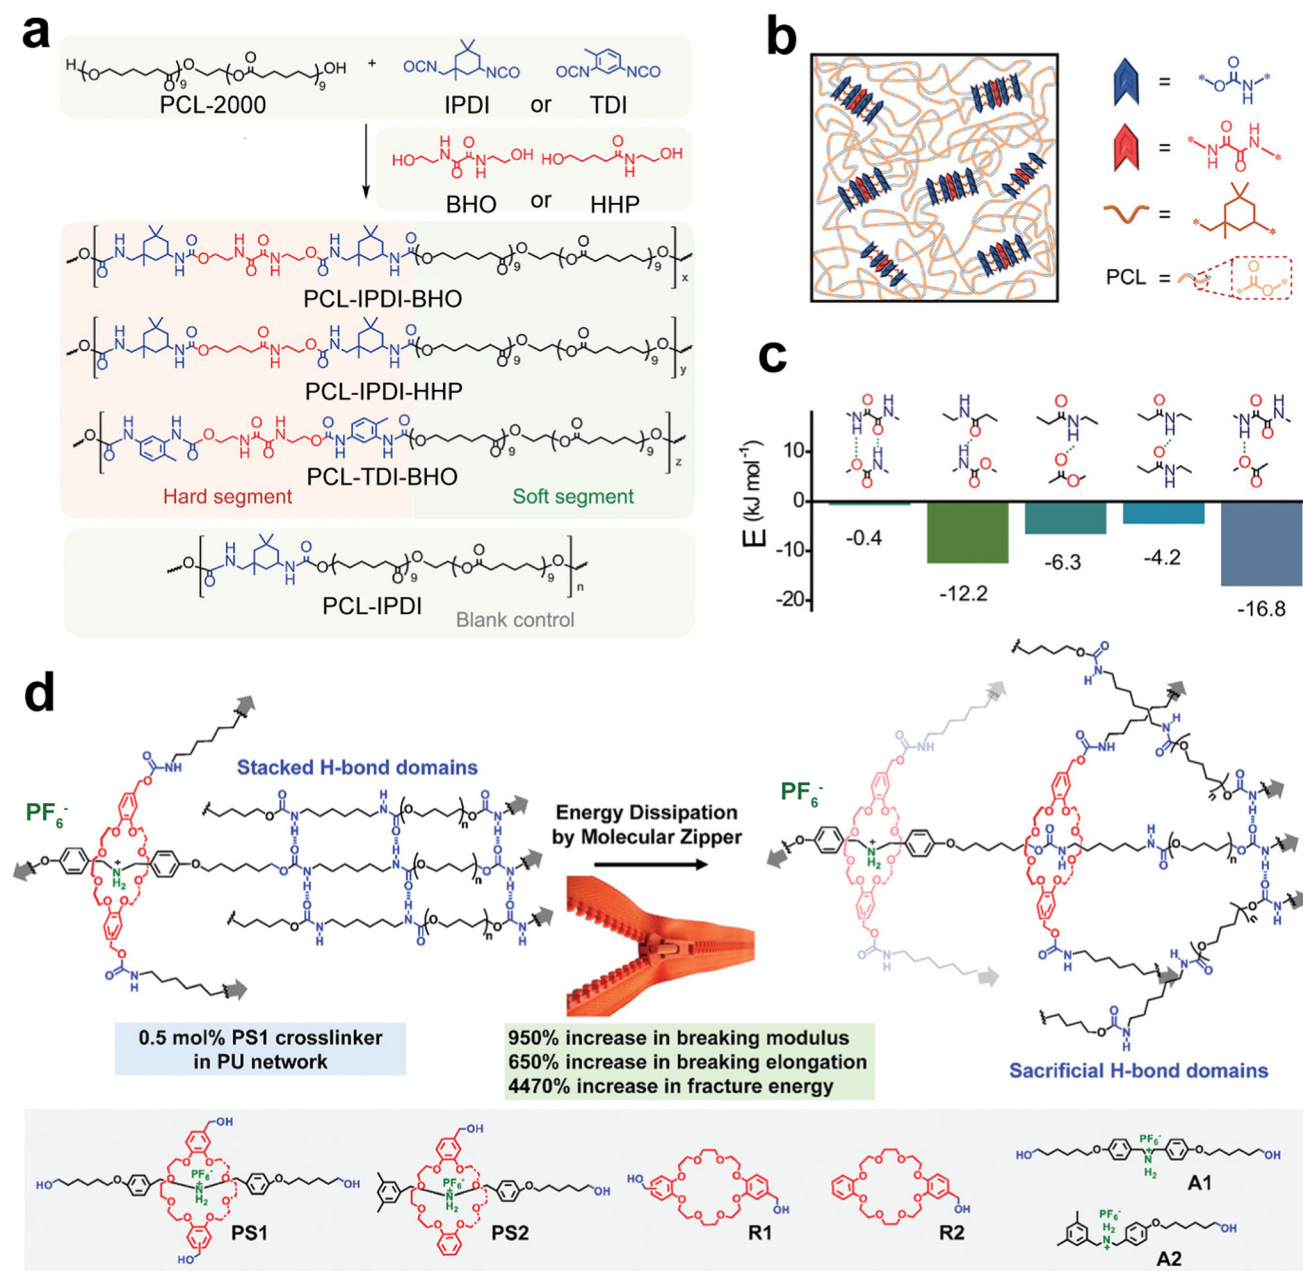 a
PCL-2000
+
IPDI or TDI
BHO or HHP
PCL-IPDI-BHO
PCL-IPDI-HHP
PCL-TDI-BHO
Hard segment
Soft segment
PCL-IPDI
Blank control
b
PCL =
c
E (kJ mol⁻¹)
10
0
-10
-20
-0.4
-12.2
-6.3
-4.2
-16.8
d
PF₆⁻
Stacked H-bond domains
Energy Dissipation
by Molecular Zipper
PF₆⁻
0.5 mol% PS1 crosslinker
in PU network
950% increase in breaking modulus
650% increase in breaking elongation
4470% increase in fracture energy
Sacrificial H-bond domains
PS1
PS2
R1
R2
A1
A2